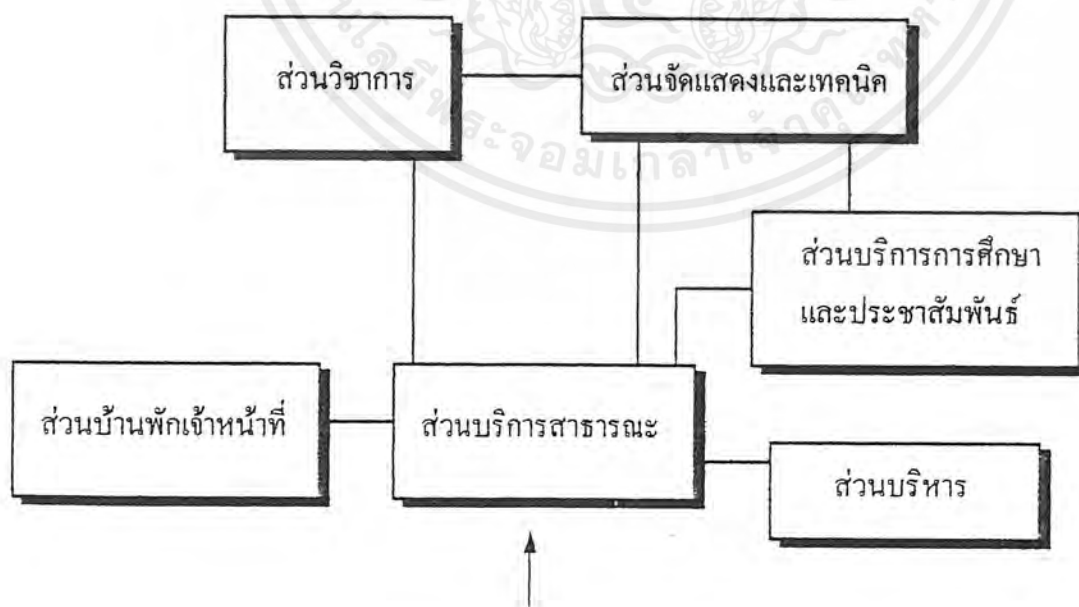 ส่วนวิชาการ
ส่วนจัดแสดงและเทคนิค
ส่วนบริการการศึกษา
และประชาสัมพันธ์
ส่วนบ้านพักเจ้าหน้าที่
ส่วนบริการสาธารณะ
ส่วนบริหาร